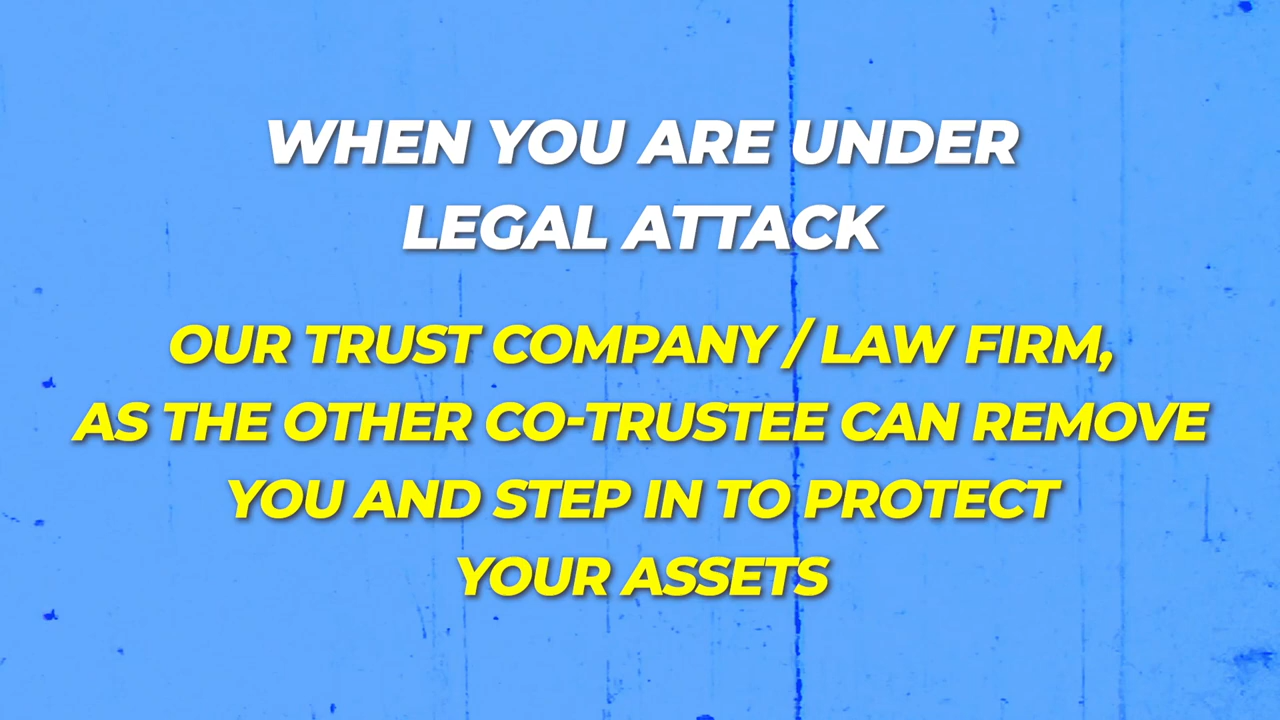 WHEN YOU ARE UNDER
LEGAL ATTACK
OUR TRUST COMPANY / LAW FIRM,
AS THE OTHER CO-TRUSTEE CAN REMOVE
YOU AND STEP IN TO PROTECT
YOUR ASSETS